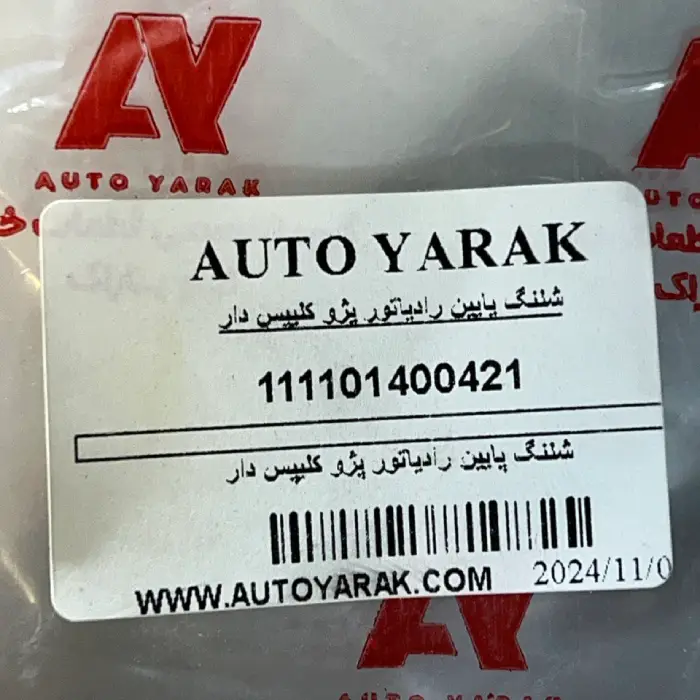 AUTO YARAK
AUTO YARAK
شلنگ پایین رادیاتور پژو کلیپس دار
111101400421
شلنگ پایین رادیاتور پژو کلیپس دار
WWW.AUTOYARAK.COM
2024/11/0